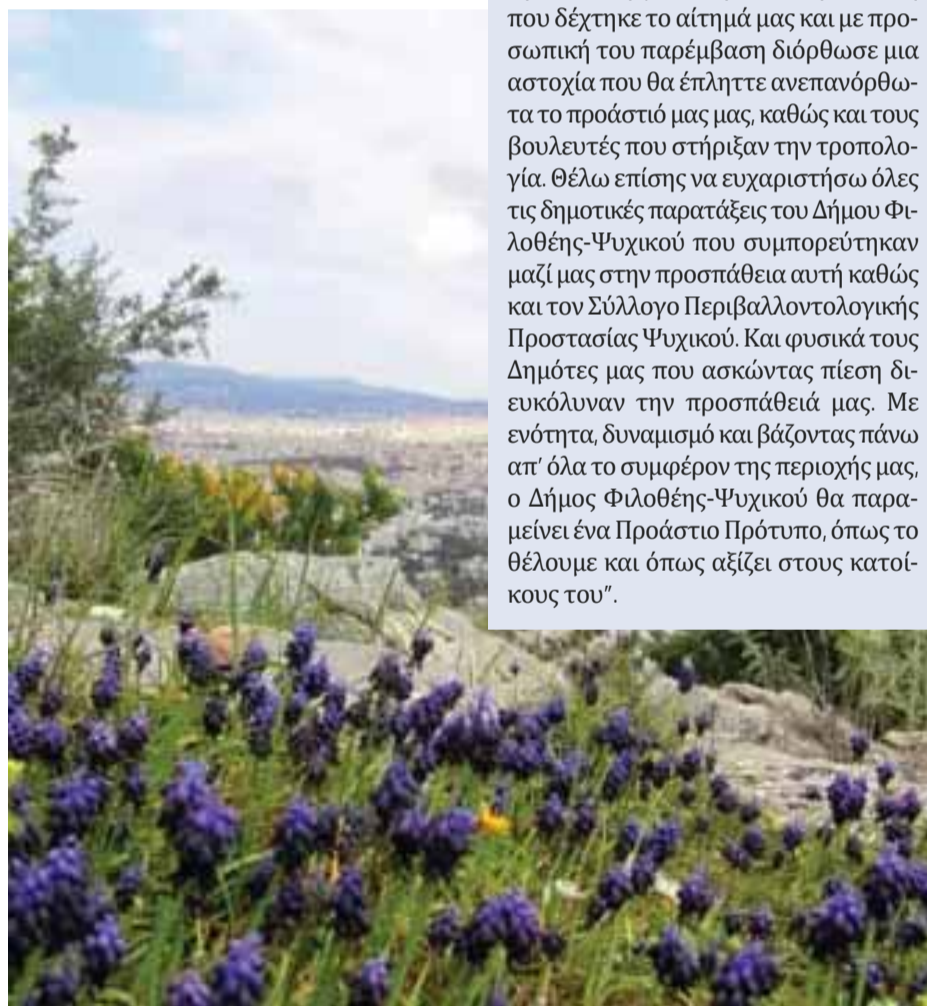 που δέχτηκε το αίτημά μας και με προ-
σωπική του παρέμβαση διόρθωσε μια
αστοχία που θα έπληττε ανεπανόρθω-
τα το προάστιό μας μας, καθώς και τους
βουλευτές που στήριξαν την τροπολο-
γία. Θέλω επίσης να ευχαριστήσω όλες
τις δημοτικές παρατάξεις του Δήμου Φι-
λοθέης-Ψυχικού που συμπορεύτηκαν
μαζί μας στην προσπάθεια αυτή καθώς
και τον Σύλλογο Περιβαλλοντολογικής
Προστασίας Ψυχικού. Και φυσικά τους
Δημότες μας που ασκώντας πίεση δι-
ευκόλυναν την προσπάθειά μας. Με
ενότητα, δυναμισμό και βάζοντας πάνω
απ’ όλα το συμφέρον της περιοχής μας,
ο Δήμος Φιλοθέης-Ψυχικού θα παρα-
μείνει ένα Προάστιο Πρότυπο, όπως το
θέλουμε και όπως αξίζει στους κατοί-
κους του”.